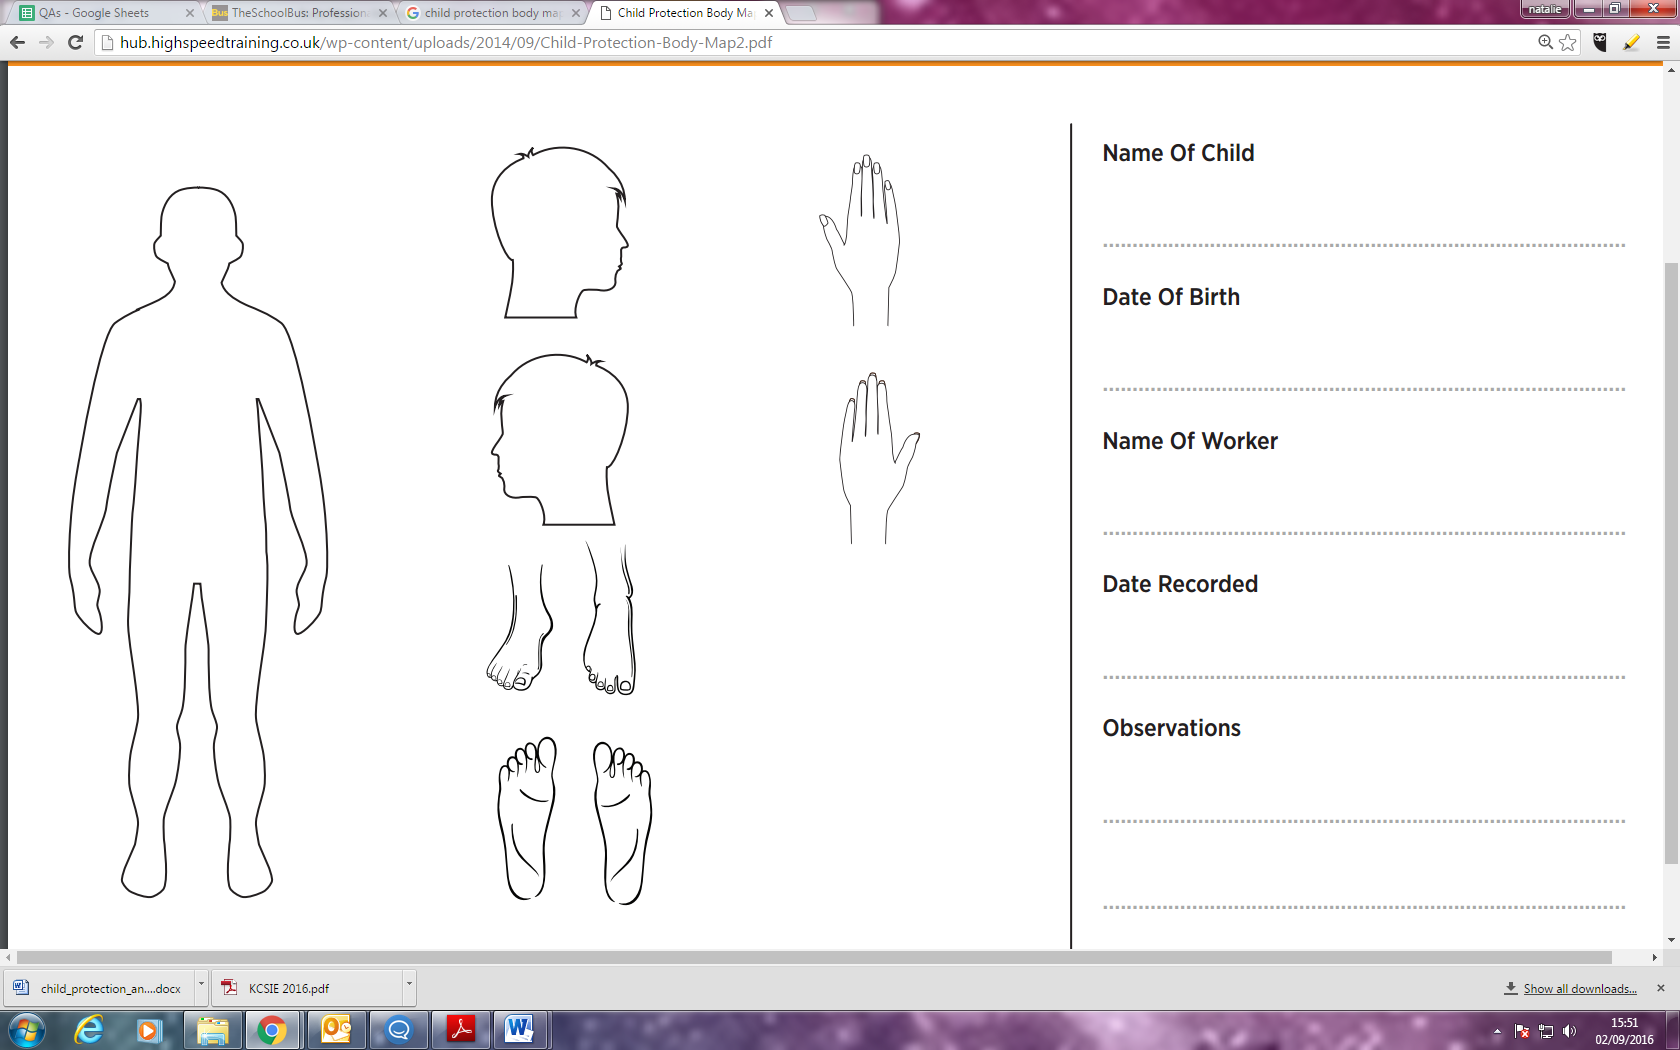 QAs - Google Sheets
Bus TheSchoolBus: Profession
child protection body ma
Child Protection Body Ma
natalie
hub.highspeedtraining.co.uk/wp-content/uploads/2014/09/Child-Protection-Body-Map2.pdf
Name Of Child
Date Of Birth
Name Of Worker
Date Recorded
Observations
child_protection_an....docx
KCSIE 2016.pdf
Show all downloads...
15:51
02/09/2016